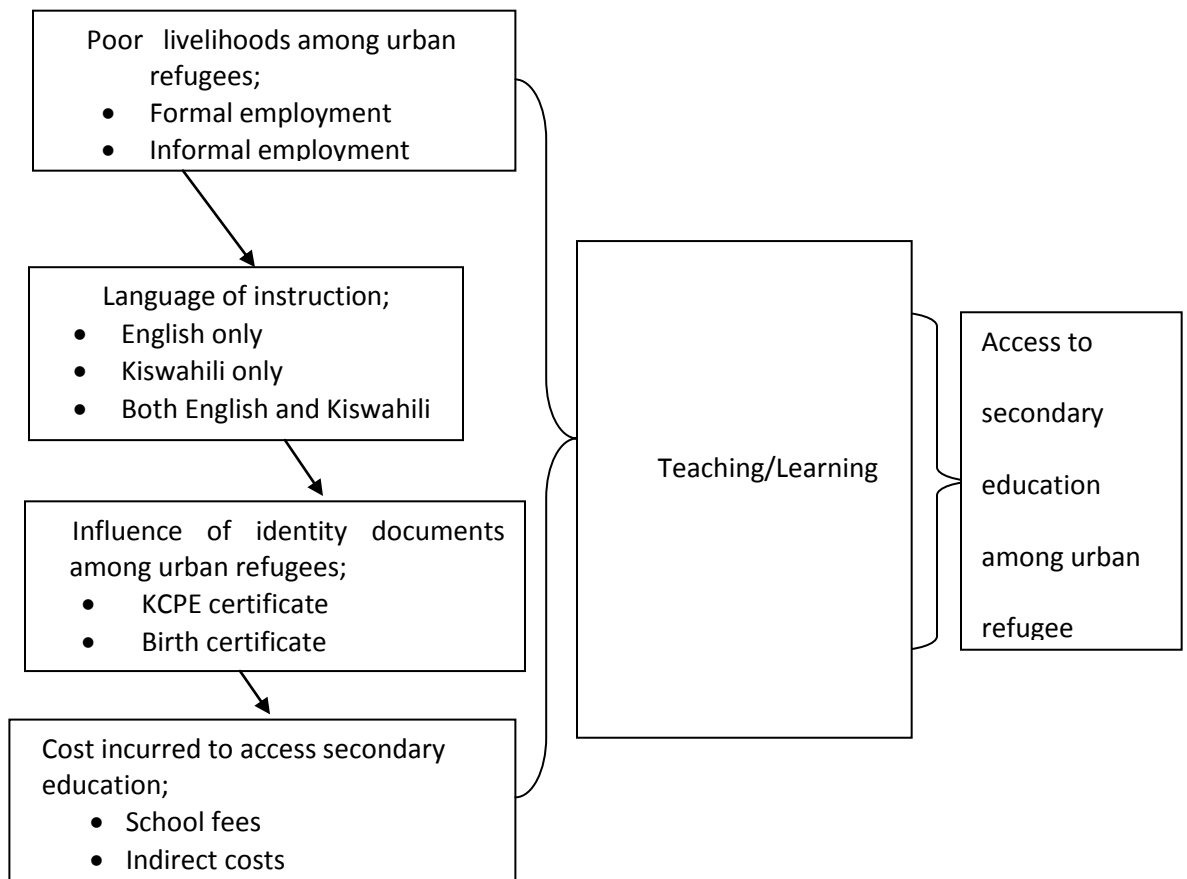 Poor livelihoods among urban
refugees;
• Formal employment
• Informal employment
Language of instruction;
• English only
• Kiswahili only
• Both English and Kiswahili
Influence of identity documents
among urban refugees;
• KCPE certificate
• Birth certificate
Cost incurred to access secondary
education;
• School fees
• Indirect costs
Teaching/Learning
Access to
secondary
education
among urban
refugee